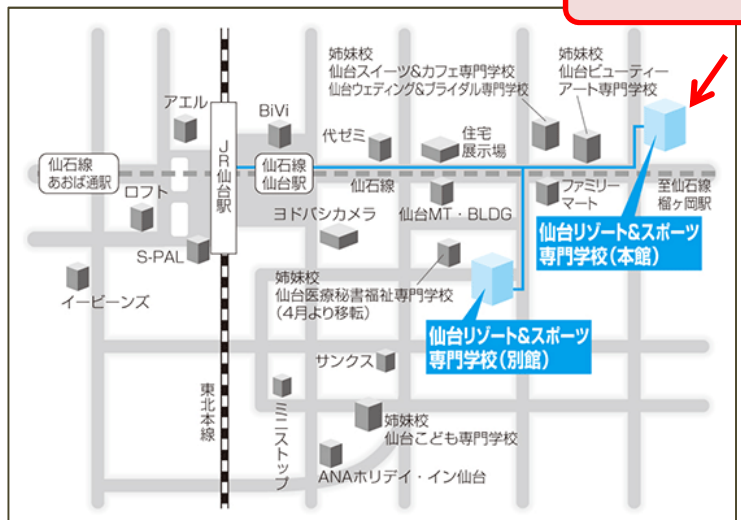 姉妹校
仙台スイーツ&カフェ専門学校
仙台ウェディング&ブライダル専門学校
姉妹校
仙台ビューティー
アート専門学校
アエル
BiVi
代ゼミ
住宅
展示場
JR仙台駅
仙石線
あおば通駅
仙石線
仙台駅
仙石線
ロフト
ヨドバシカメラ
仙台MT・BLDG
ファミリー
マート
至仙石線
榴ヶ岡駅
S-PAL
イービーンズ
姉妹校
仙台医療秘書福祉専門学校
(4月より移転)
仙台リゾート&スポーツ
専門学校(本館)
仙台リゾート&スポーツ
専門学校(別館)
サンクス
東北本線
ミニストップ
姉妹校
仙台こども専門学校
ANAホリデイ・イン仙台